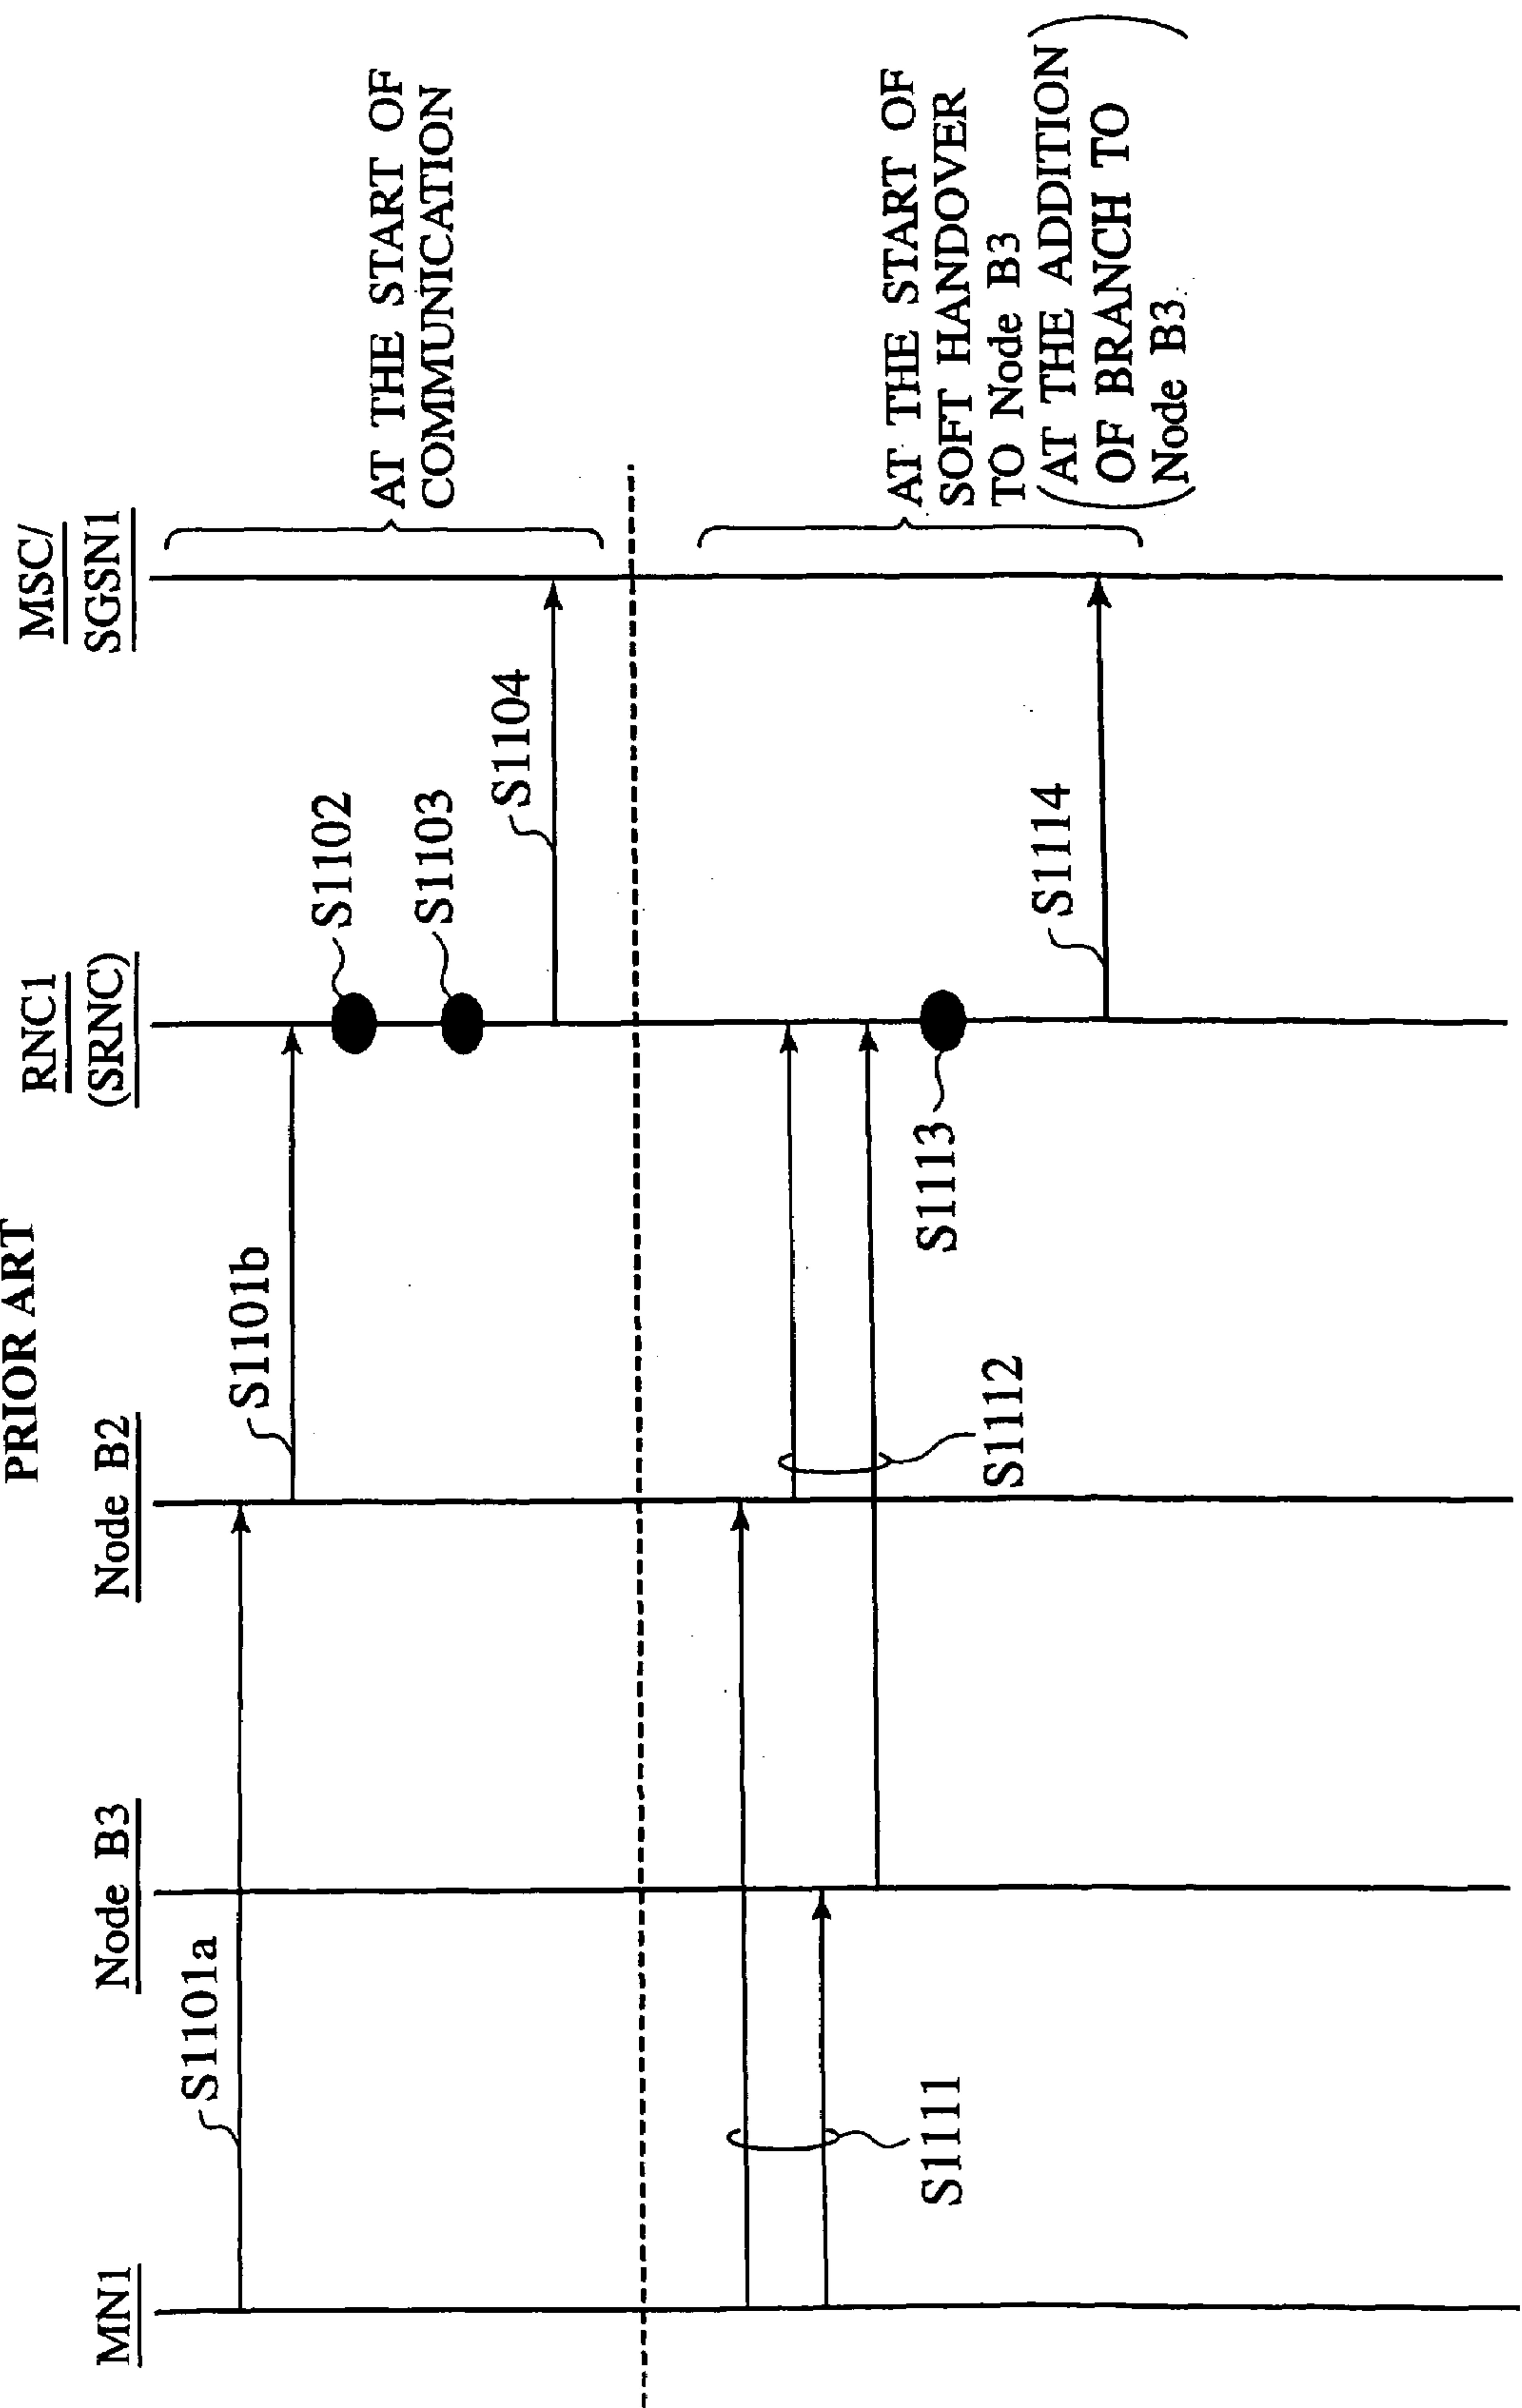 PRIOR ART
MN1
Node B3
Node B2
RNC1
(SRNC)
MSC/
SGSN1
S1101a
S1101b
S1102
S1103
S1104
AT THE START OF
COMMUNICATION
S1111
S1112
S1113
S1114
AT THE START OF
SOFT HANDOVER
TO Node B3
(AT THE ADDITION
OF BRANCH TO
Node B3)